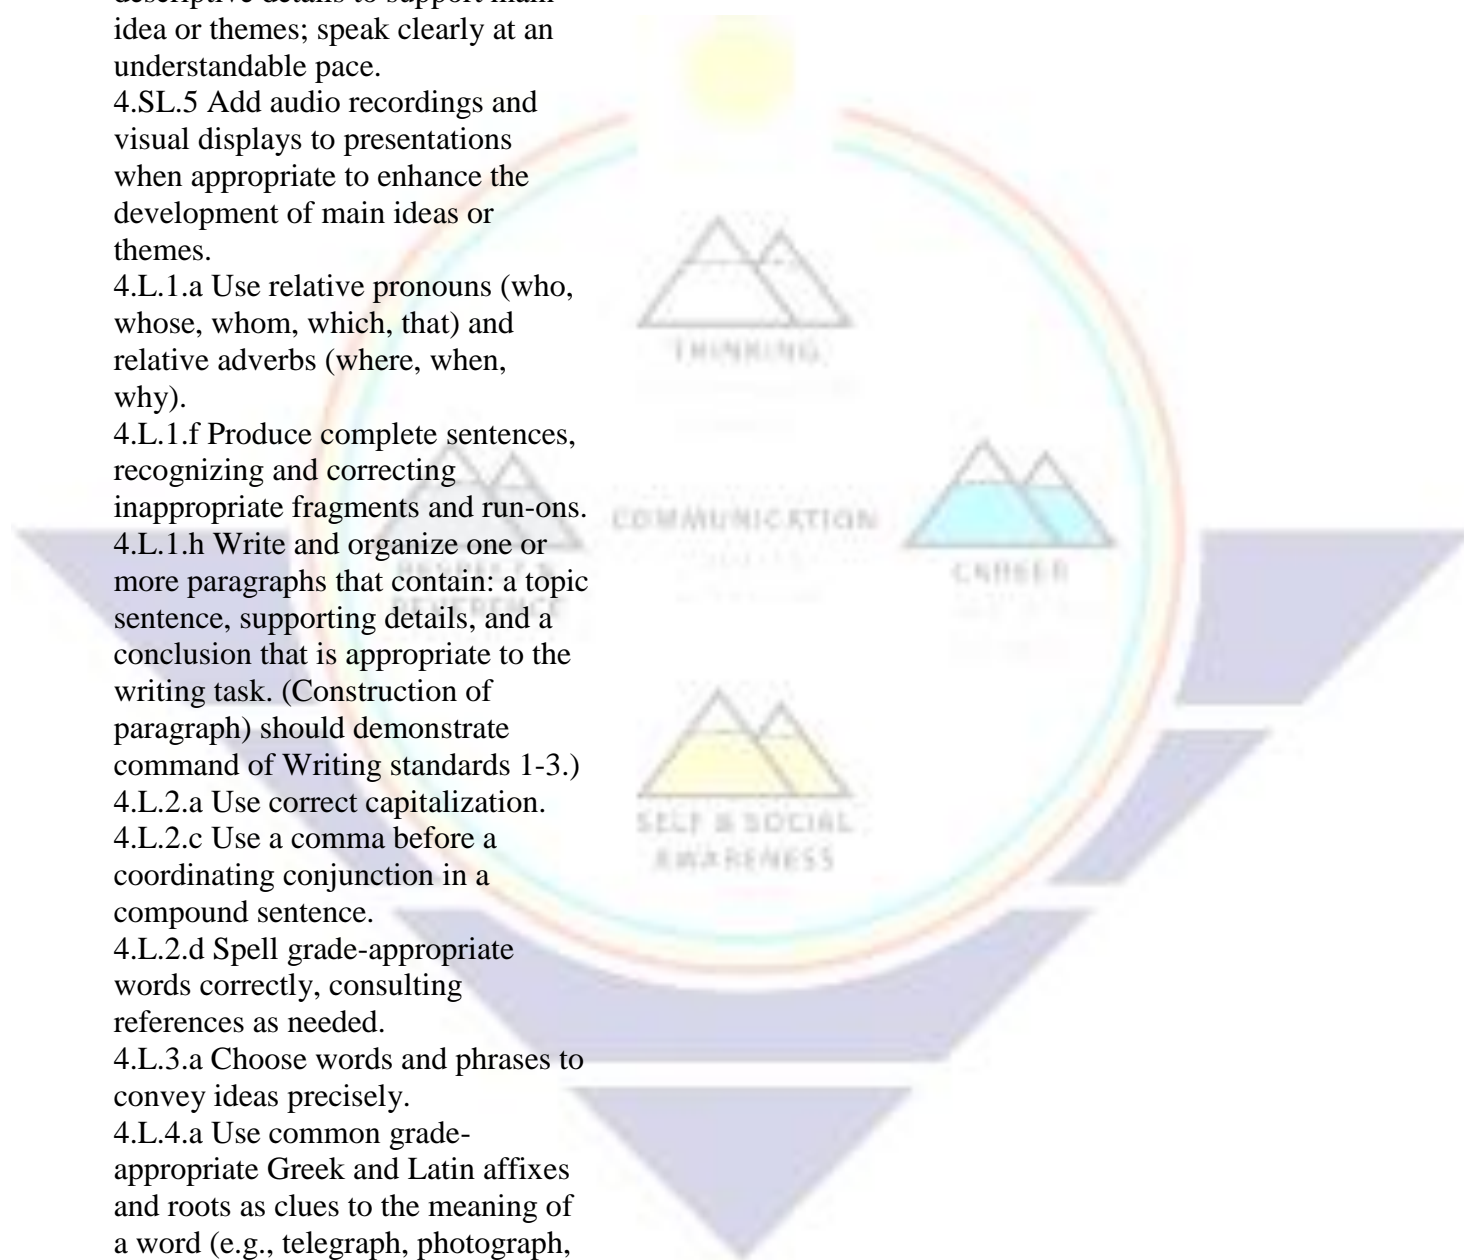 descriptive details to support main
idea or themes; speak clearly at an
understandable pace.
4.SL.5 Add audio recordings and
visual displays to presentations
when appropriate to enhance the
development of main ideas or
themes.
4.L.1.a Use relative pronouns (who,
whose, whom, which, that) and
relative adverbs (where, when,
why).
4.L.1.f Produce complete sentences,
recognizing and correcting
inappropriate fragments and run-ons.
4.L.1.h Write and organize one or
more paragraphs that contain: a topic
sentence, supporting details, and a
conclusion that is appropriate to the
writing task. (Construction of
paragraph) should demonstrate
command of Writing standards 1-3.)
4.L.2.a Use correct capitalization.
4.L.2.c Use a comma before a
coordinating conjunction in a
compound sentence.
4.L.2.d Spell grade-appropriate
words correctly, consulting
references as needed.
4.L.3.a Choose words and phrases to
convey ideas precisely.
4.L.4.a Use common grade-
appropriate Greek and Latin affixes
and roots as clues to the meaning of
a word (e.g., telegraph, photograph,
THINKING
COMMUNICATION
CAREER
RESPECT &
REVERENCE
SELF & SOCIAL
AWARENESS